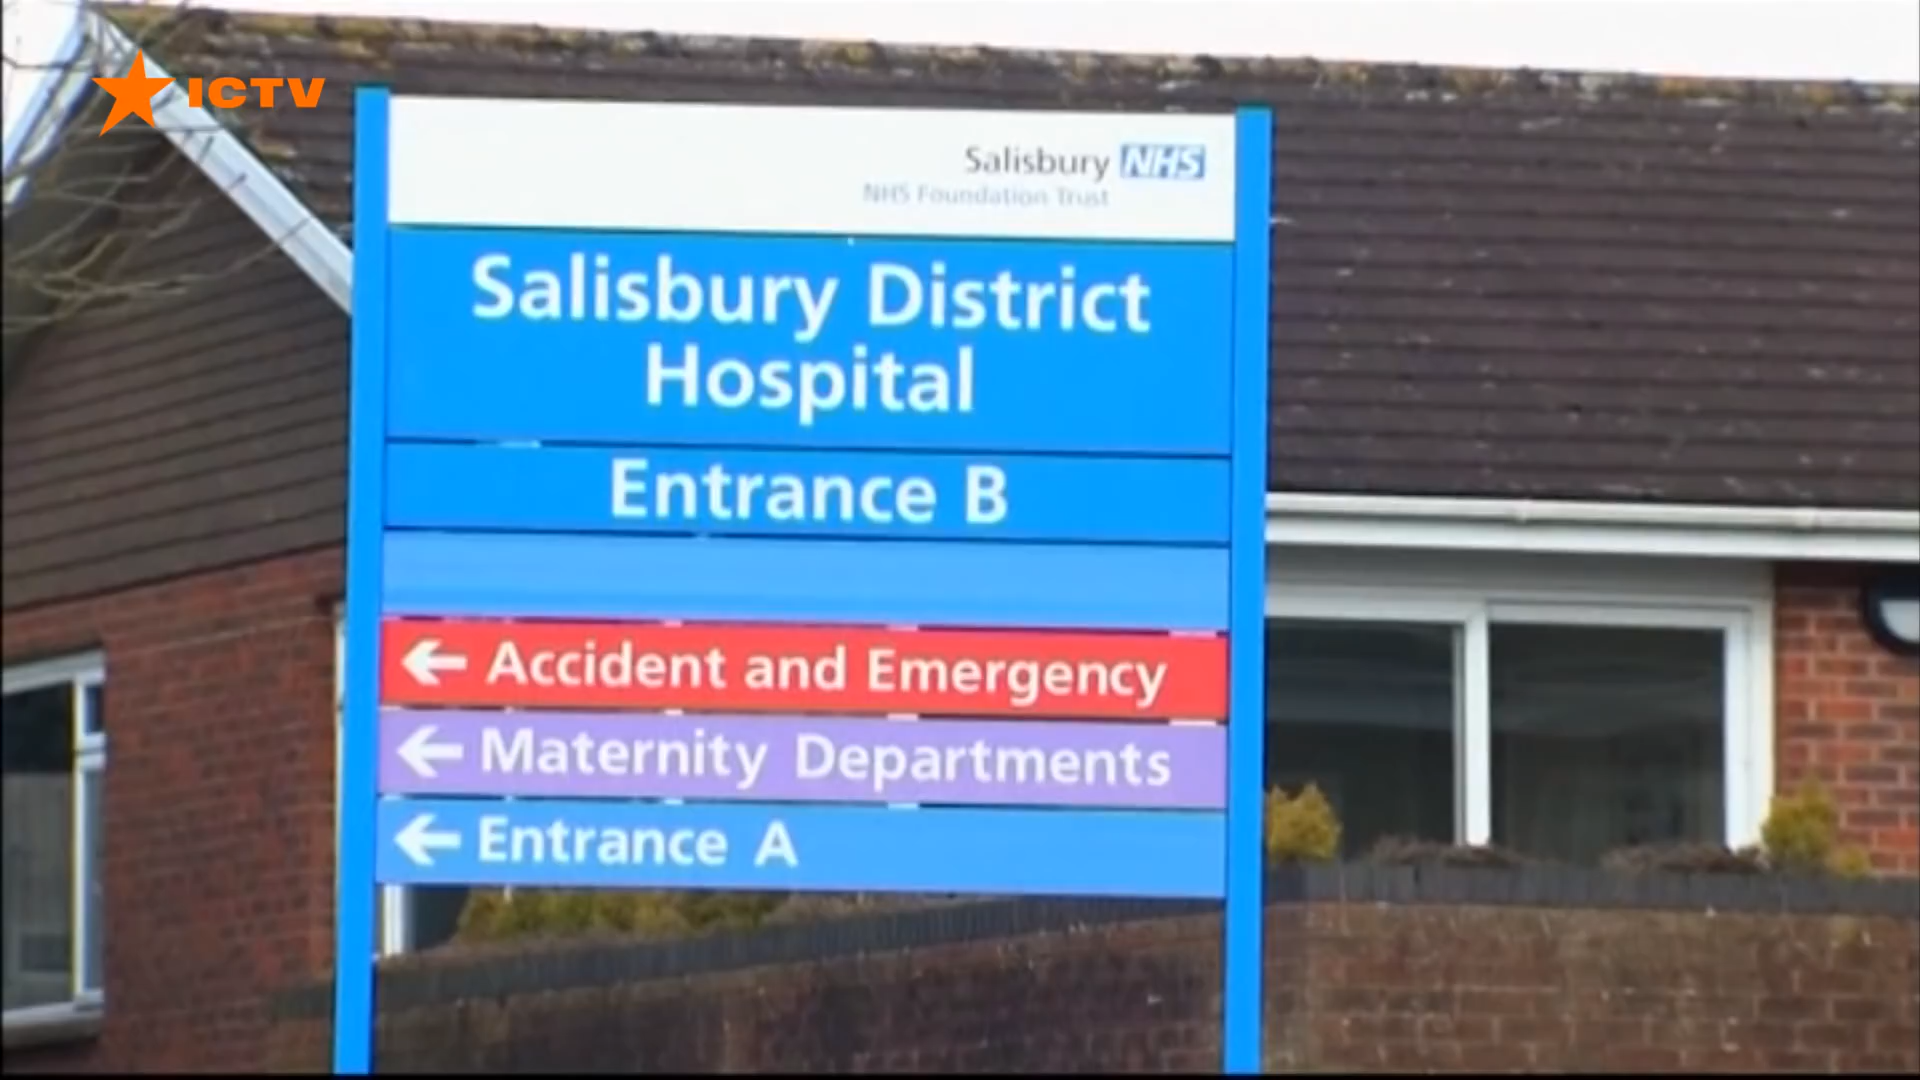 ICTV
Salisbury NHS
NHS Foundation Trust
Salisbury District
Hospital
Entrance B
← Accident and Emergency
← Maternity Departments
← Entrance A